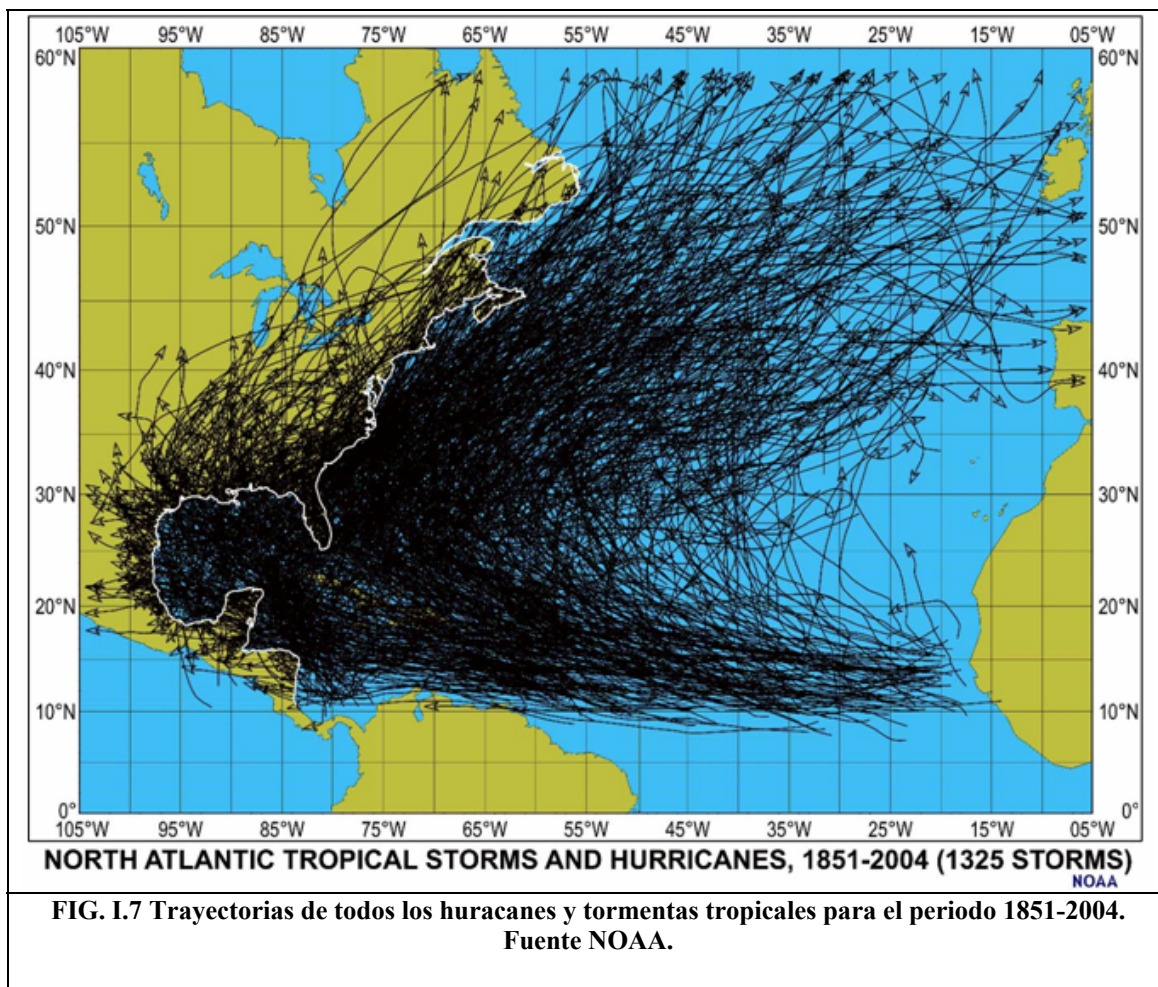 105°W 95°W 85°W 75°W 65°W 55°W 45°W 35°W 25°W 15°W 05°W
60°N 60°N
50°N 50°N
40°N 40°N
30°N 30°N
20°N 20°N
10°N 10°N
0° 0°
105°W 95°W 85°W 75°W 65°W 55°W 45°W 35°W 25°W 15°W 05°W
NORTH ATLANTIC TROPICAL STORMS AND HURRICANES, 1851-2004 (1325 STORMS)
NOAA
FIG. I.7 Trayectorias de todos los huracanes y tormentas tropicales para el periodo 1851-2004.
Fuente NOAA.